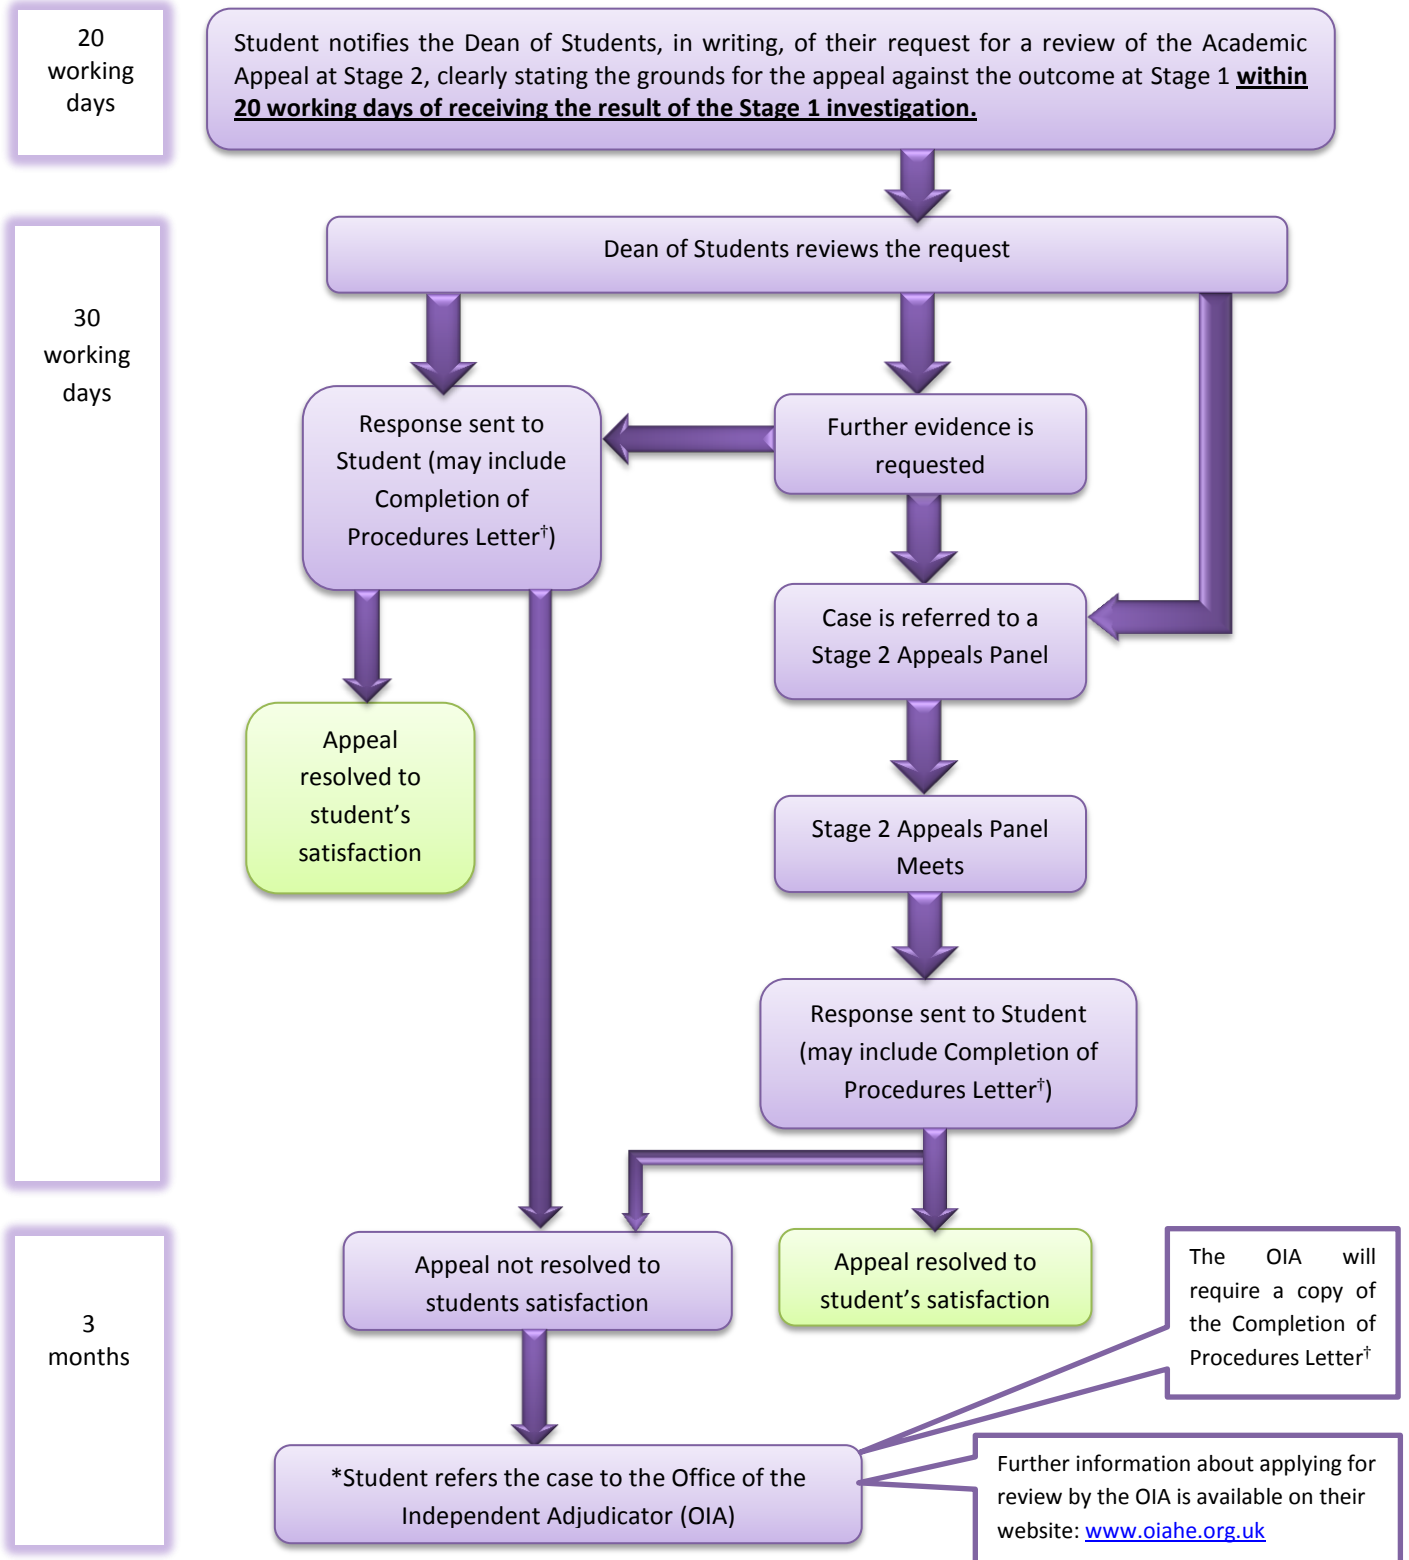 20
working
days
Student notifies the Dean of Students, in writing, of their request for a review of the Academic
Appeal at Stage 2, clearly stating the grounds for the appeal against the outcome at Stage 1 within
20 working days of receiving the result of the Stage 1 investigation.
Dean of Students reviews the request
30
working
days
Response sent to
Student (may include
Completion of
Procedures Letter†)
Further evidence is
requested
Case is referred to a
Stage 2 Appeals Panel
Appeal
resolved to
student’s
satisfaction
Stage 2 Appeals Panel
Meets
Response sent to Student
(may include Completion of
Procedures Letter†)
3
months
Appeal not resolved to
students satisfaction
Appeal resolved to
student’s satisfaction
The OIA will
require a copy of
the Completion of
Procedures Letter†
*Student refers the case to the Office of the
Independent Adjudicator (OIA)
Further information about applying for
review by the OIA is available on their
website: www.oiahe.org.uk